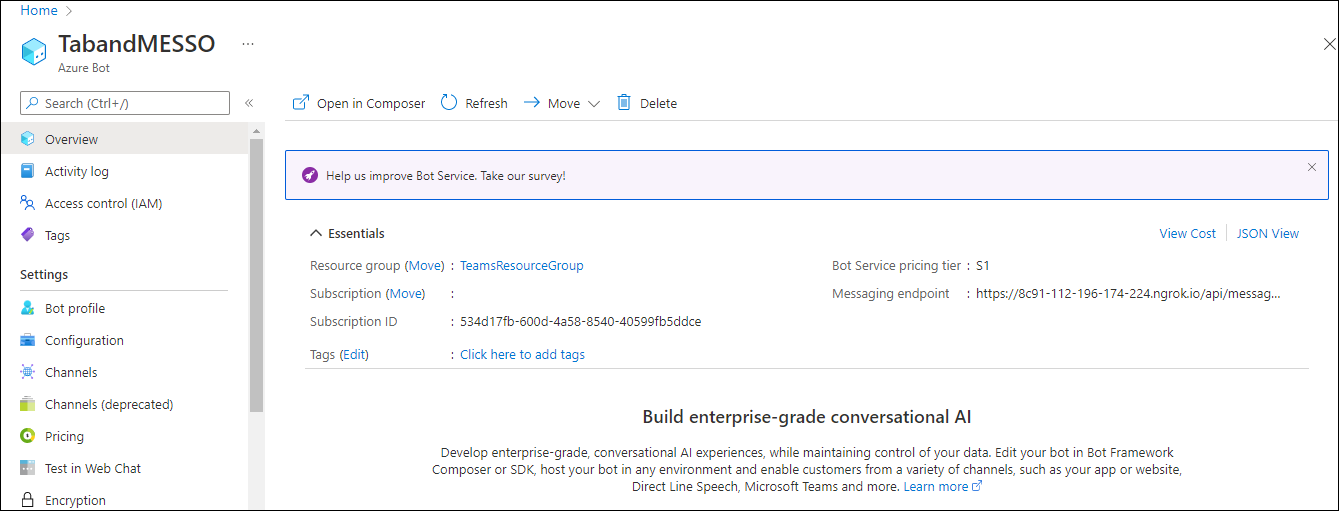 Home >
TabandMESSO ...
Azure Bot
Search (Ctrl+/) «
Overview
Activity log
Access control (IAM)
Tags
Settings
Bot profile
Configuration
Channels
Channels (deprecated)
Pricing
Test in Web Chat
Encryption
Open in Composer Refresh Move Delete
Help us improve Bot Service. Take our survey!
Essentials View Cost JSON View
Resource group (Move) : TeamsResourceGroup
Subscription (Move) :
Subscription ID : 534d17fb-600d-4a58-8540-40599fb5ddce
Tags (Edit) : Click here to add tags
Bot Service pricing tier : S1
Messaging endpoint : https://8c91-112-196-174-224.ngrok.io/api/messag...
Build enterprise-grade conversational AI
Develop enterprise-grade, conversational AI experiences, while maintaining control of your data. Edit your bot in Bot Framework
Composer or SDK, host your bot in any environment and enable customers from a variety of channels, such as your app or website,
Direct Line Speech, Microsoft Teams and more. Learn more